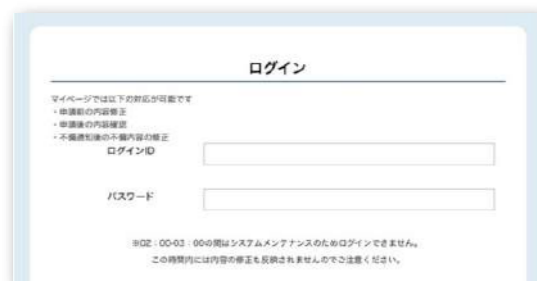 ログイン
マイページでは以下の対応が可能です
・申請前の内容修正
・申請後の内容確認
・不備通知後の不備内容の修正
ログインID
パスワード
※02：00-03：00の間はシステムメンテナンスのためログインできません。
この時間内には内容の修正も反映されませんのでご注意ください。